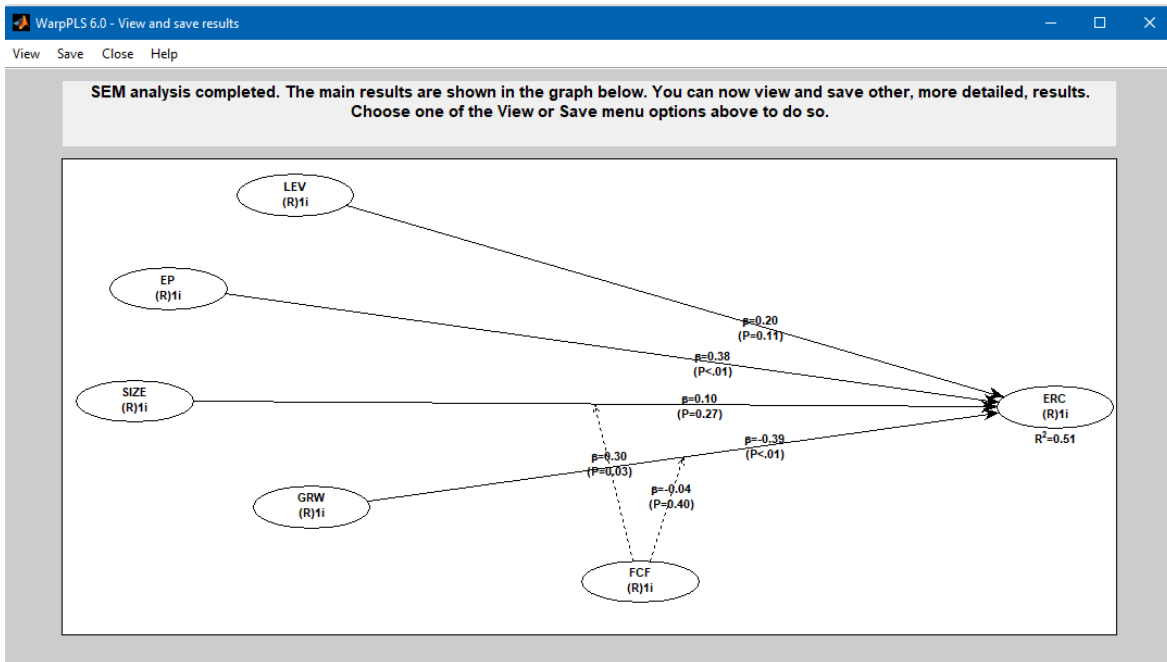 WarpPLS 6.0 - View and save results
View Save Close Help
SEM analysis completed. The main results are shown in the graph below. You can now view and save other, more detailed, results.
Choose one of the View or Save menu options above to do so.
LEV
(R)1i
EP
(R)1i
β=0.20
(P=0.11)
β=0.38
(P<.01)
SIZE
(R)1i
β=0.10
(P=0.27)
ERC
(R)1i
R²=0.51
β=-0.39
(P<.01)
β=0.30
(P=0.03)
GRW
(R)1i
β=-0.04
(P=0.40)
FCF
(R)1i